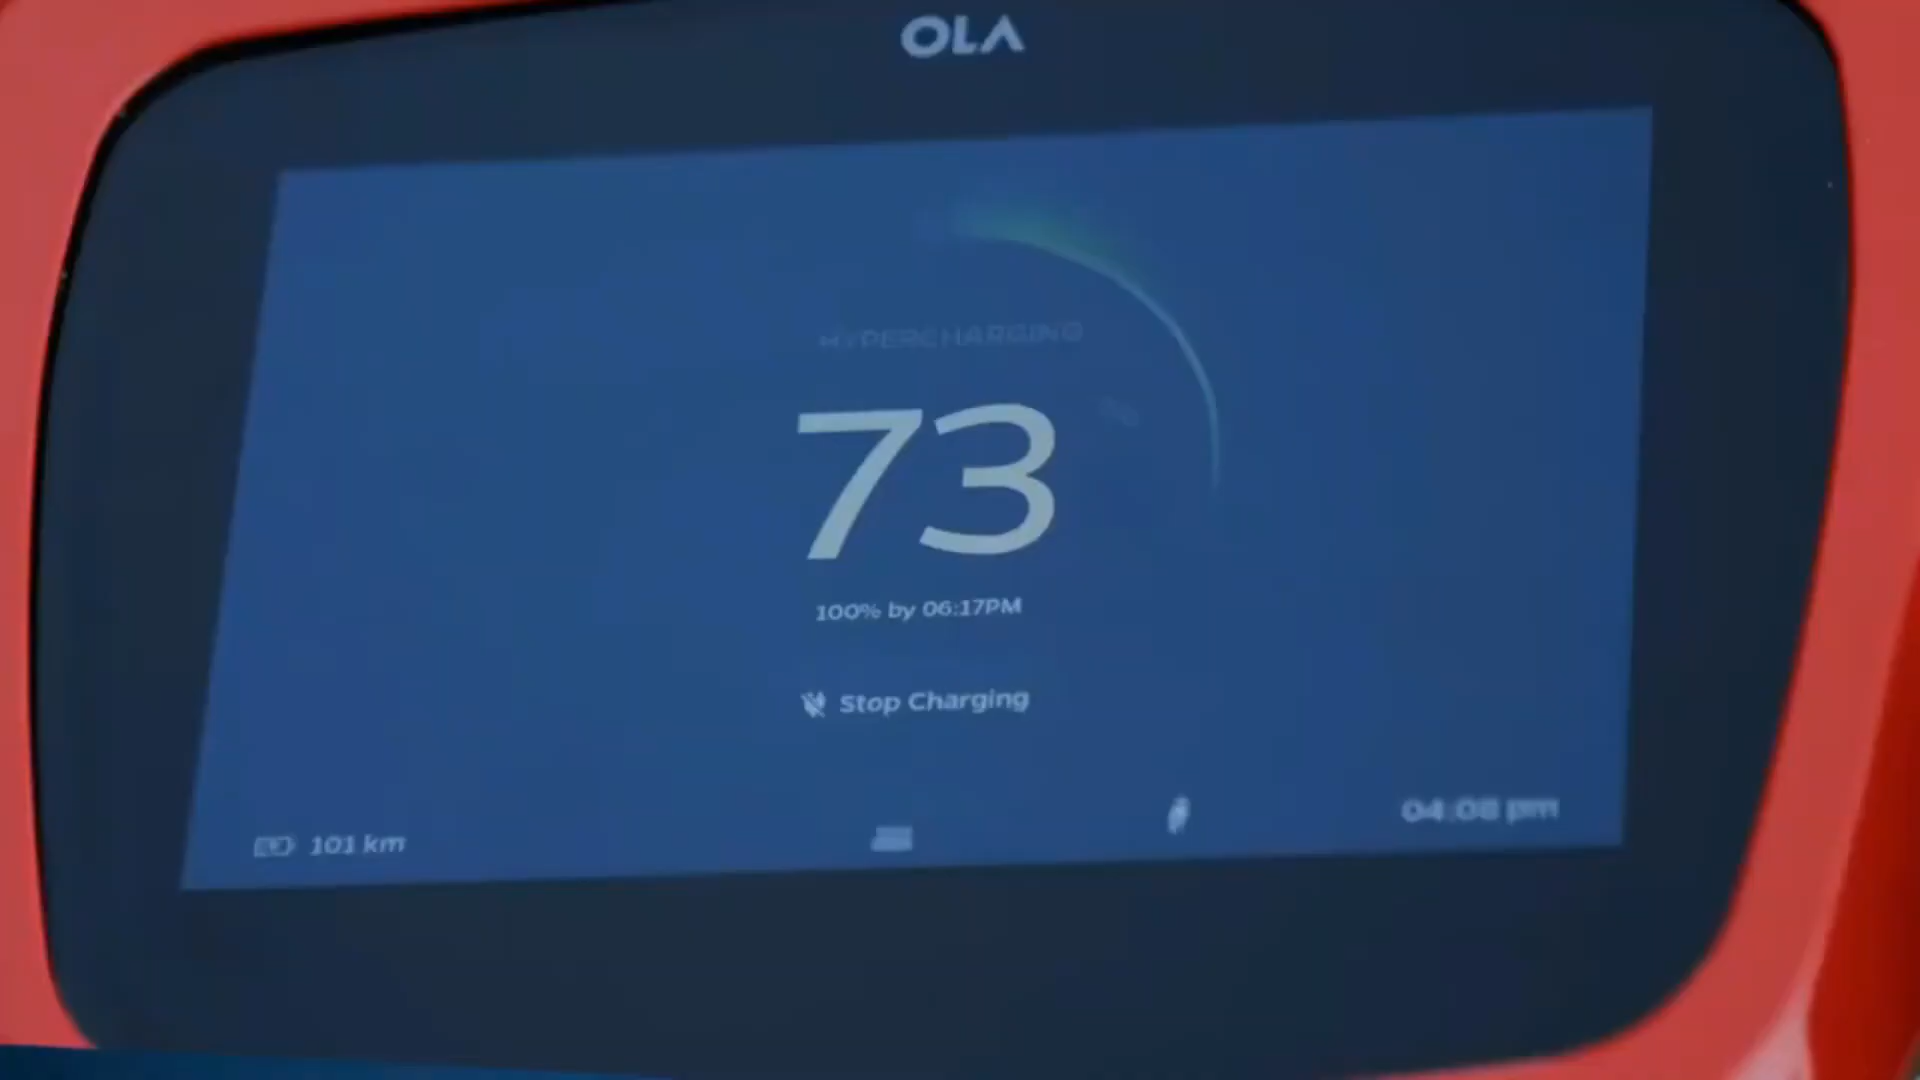 OLA
HYPERCHARGING
73
100% by 06:17PM
Stop Charging
101 km
04:08 pm